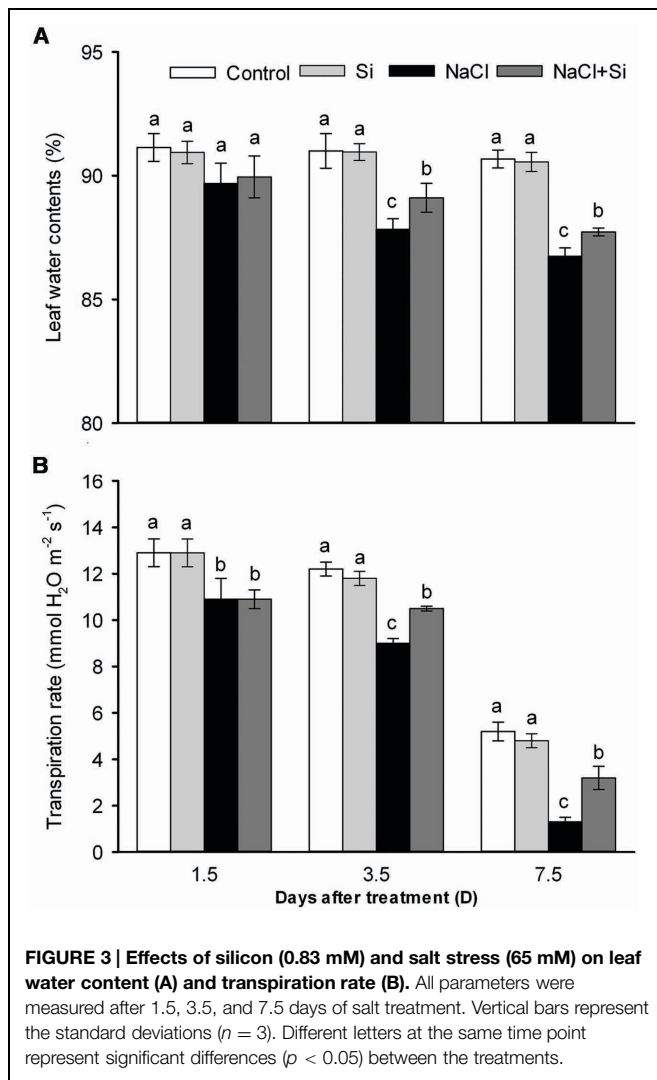 A
Control Si NaCl NaCl+Si
95
90
85
80
Leaf water contents (%)
a a a a
a a c b
a a c b
B
16
14
12
10
8
6
4
2
0
Transpiration rate (mmol H₂O m⁻² s⁻¹)
a a b b
a a c b
a a c b
1.5 3.5 7.5
Days after treatment (D)
FIGURE 3 | Effects of silicon (0.83 mM) and salt stress (65 mM) on leaf
water content (A) and transpiration rate (B). All parameters were
measured after 1.5, 3.5, and 7.5 days of salt treatment. Vertical bars represent
the standard deviations (n = 3). Different letters at the same time point
represent significant differences (p < 0.05) between the treatments.